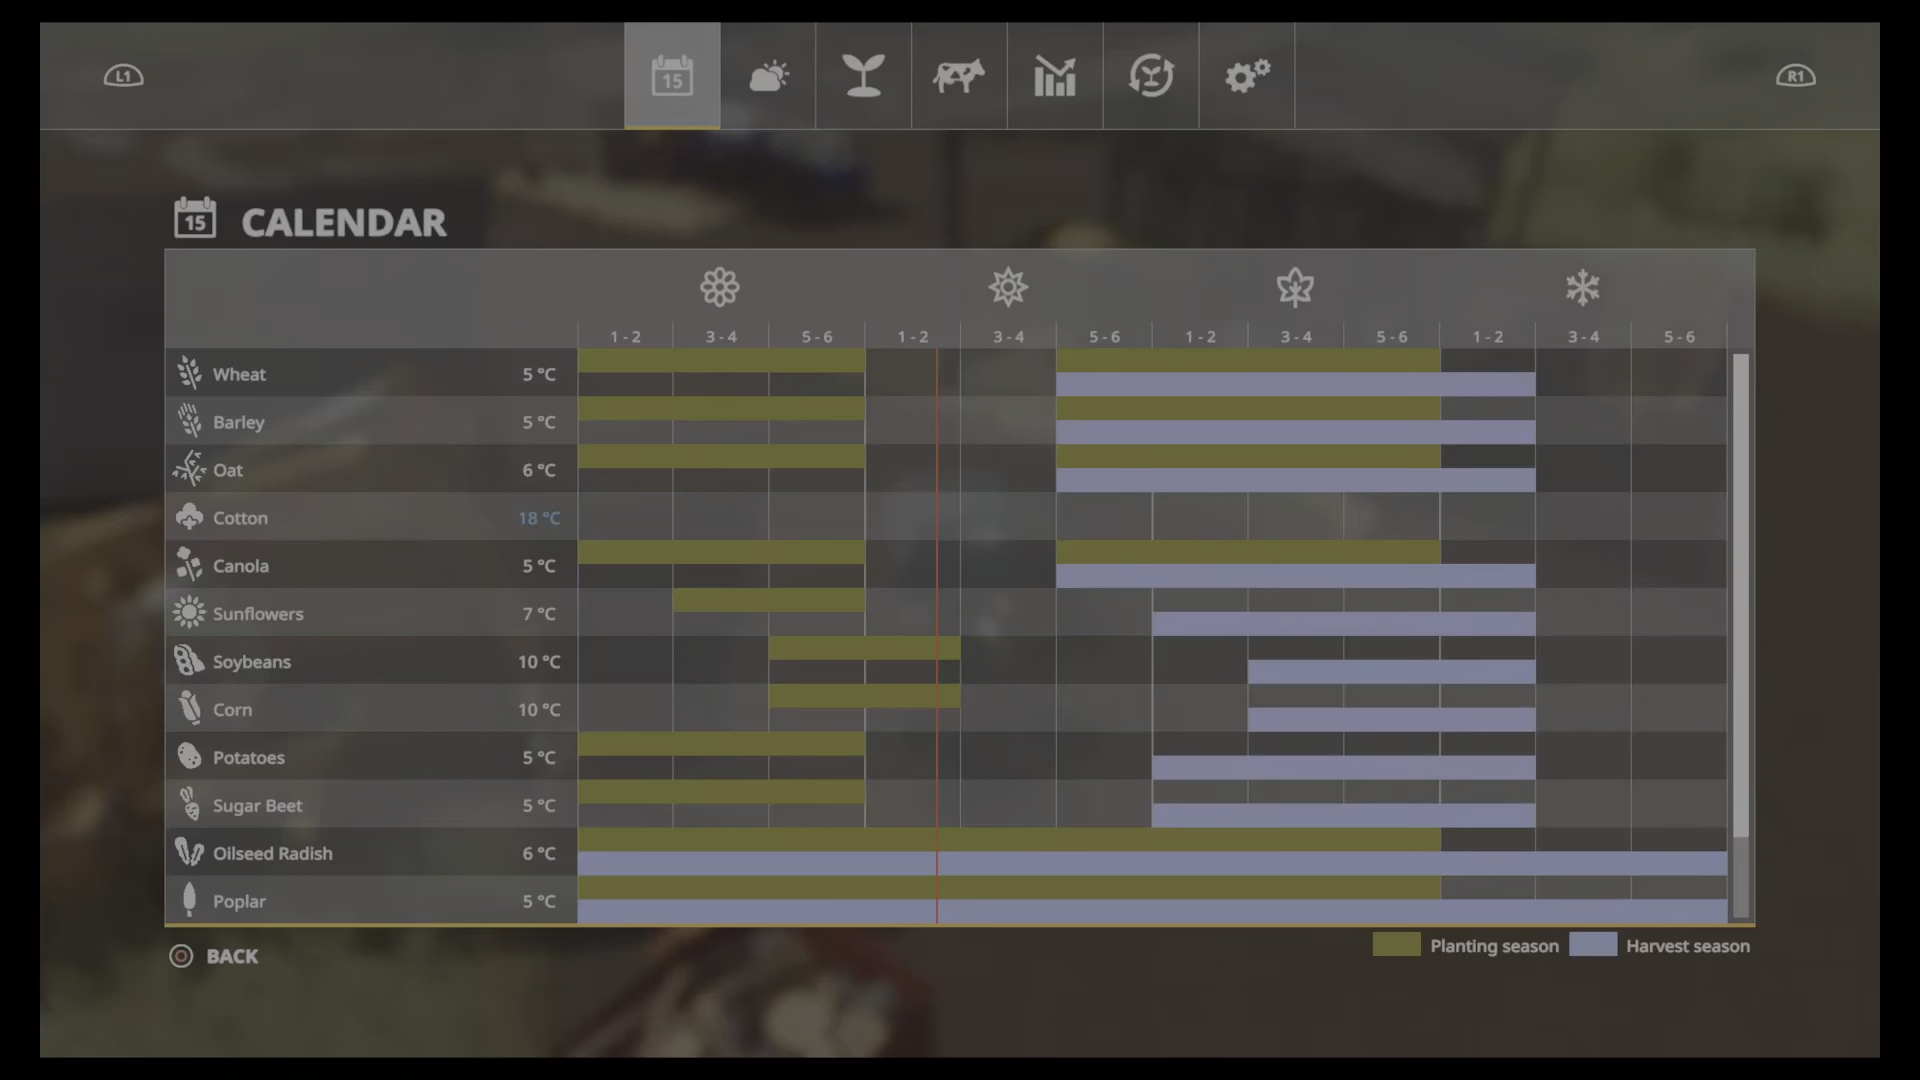 L1
15
R1
15 CALENDAR
1 - 2 3 - 4 5 - 6 1 - 2 3 - 4 5 - 6 1 - 2 3 - 4 5 - 6 1 - 2 3 - 4 5 - 6
Wheat 5 °C
Barley 5 °C
Oat 6 °C
Cotton 18 °C
Canola 5 °C
Sunflowers 7 °C
Soybeans 10 °C
Corn 10 °C
Potatoes 5 °C
Sugar Beet 5 °C
Oilseed Radish 6 °C
Poplar 5 °C
BACK Planting season Harvest season